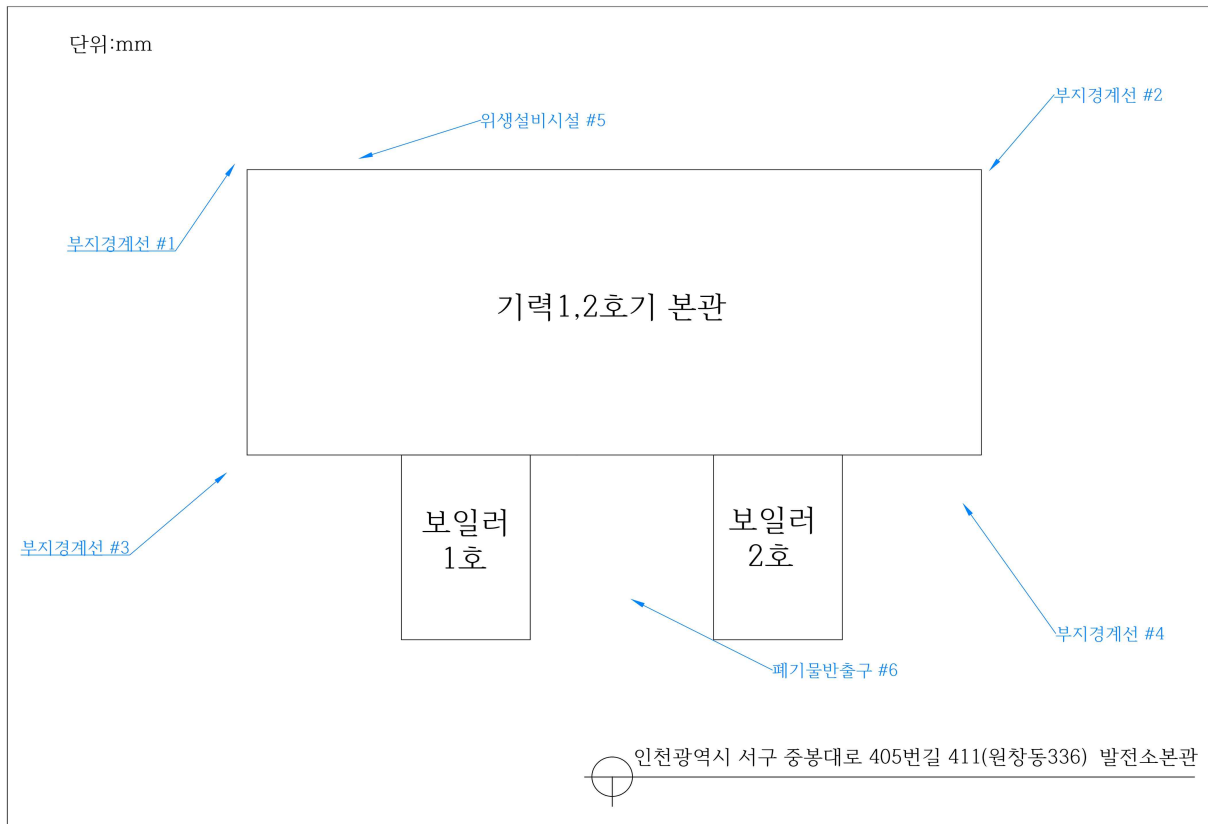 단위:mm
부지경계선 #2
위생설비시설 #5
부지경계선 #1
기력1,2호기 본관
보일러
1호
보일러
2호
부지경계선 #3
부지경계선 #4
폐기물반출구 #6
인천광역시 서구 중봉대로 405번길 411(원창동336) 발전소본관